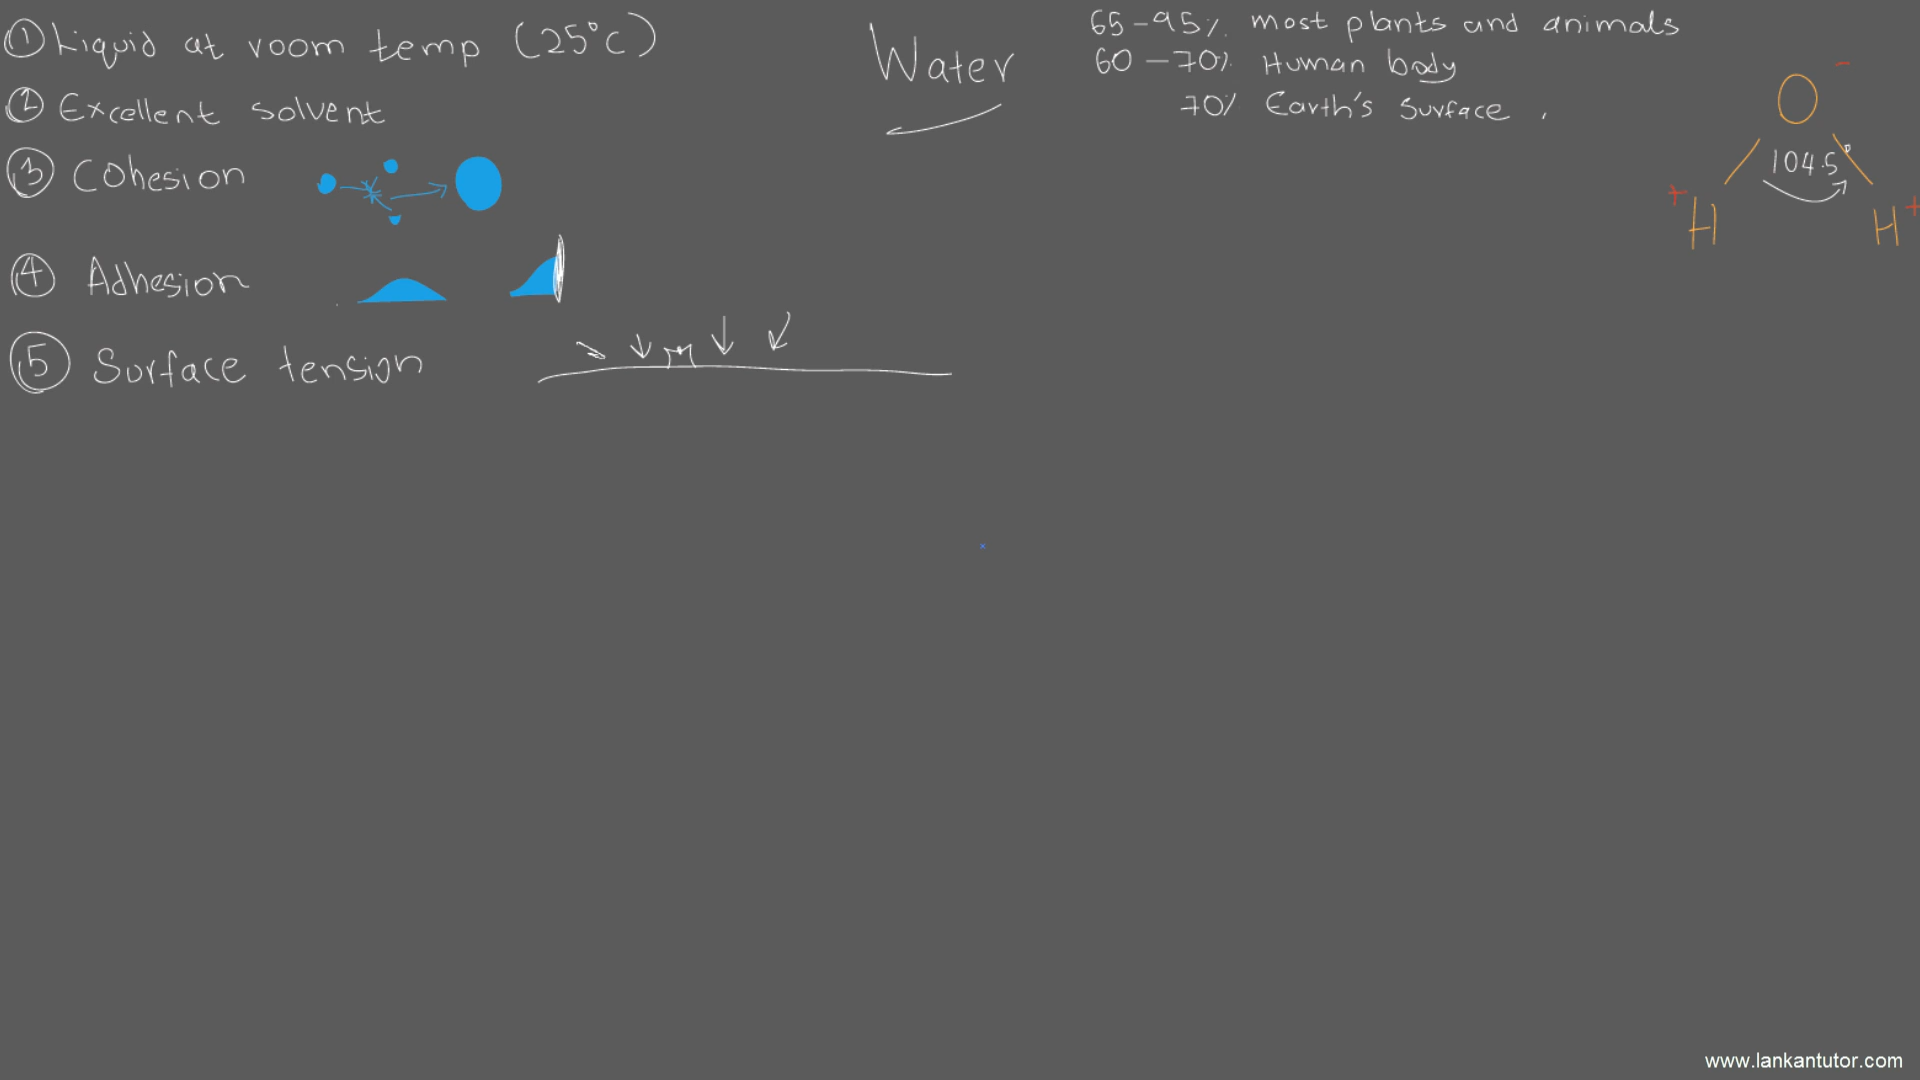 ① Liquid at room temp (25°C)
② Excellent solvent
③ Cohesion
④ Adhesion
⑤ Surface tension
Water
65-95% most plants and animals
60-70% Human body
70% Earth's Surface.
-
O
104.5°
+ H H +
www.lankantutor.com